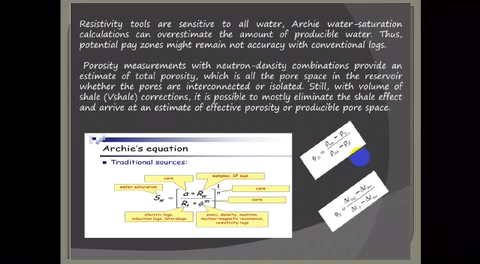 Resistivity tools are sensitive to all water, Archie water-saturation
calculations can overestimate the amount of producible water. Thus,
potential pay zones might remain not accuracy with conventional logs.
Porosity measurements with neutron-density combinations provide an
estimate of total porosity, which is all the pore space in the reservoir
whether the pores are interconnected or isolated. Still, with volume of
shale (Vshale) corrections, it is possible to mostly eliminate the shale effect
and arrive at an estimate of effective porosity or producible pore space.
Archie's equation
Traditional sources:
core
samples, SP logs
water saturation
core
core
electric logs,
induction logs, laterologs
sonic, density, neutron,
nuclear magnetic resonance,
resistivity logs